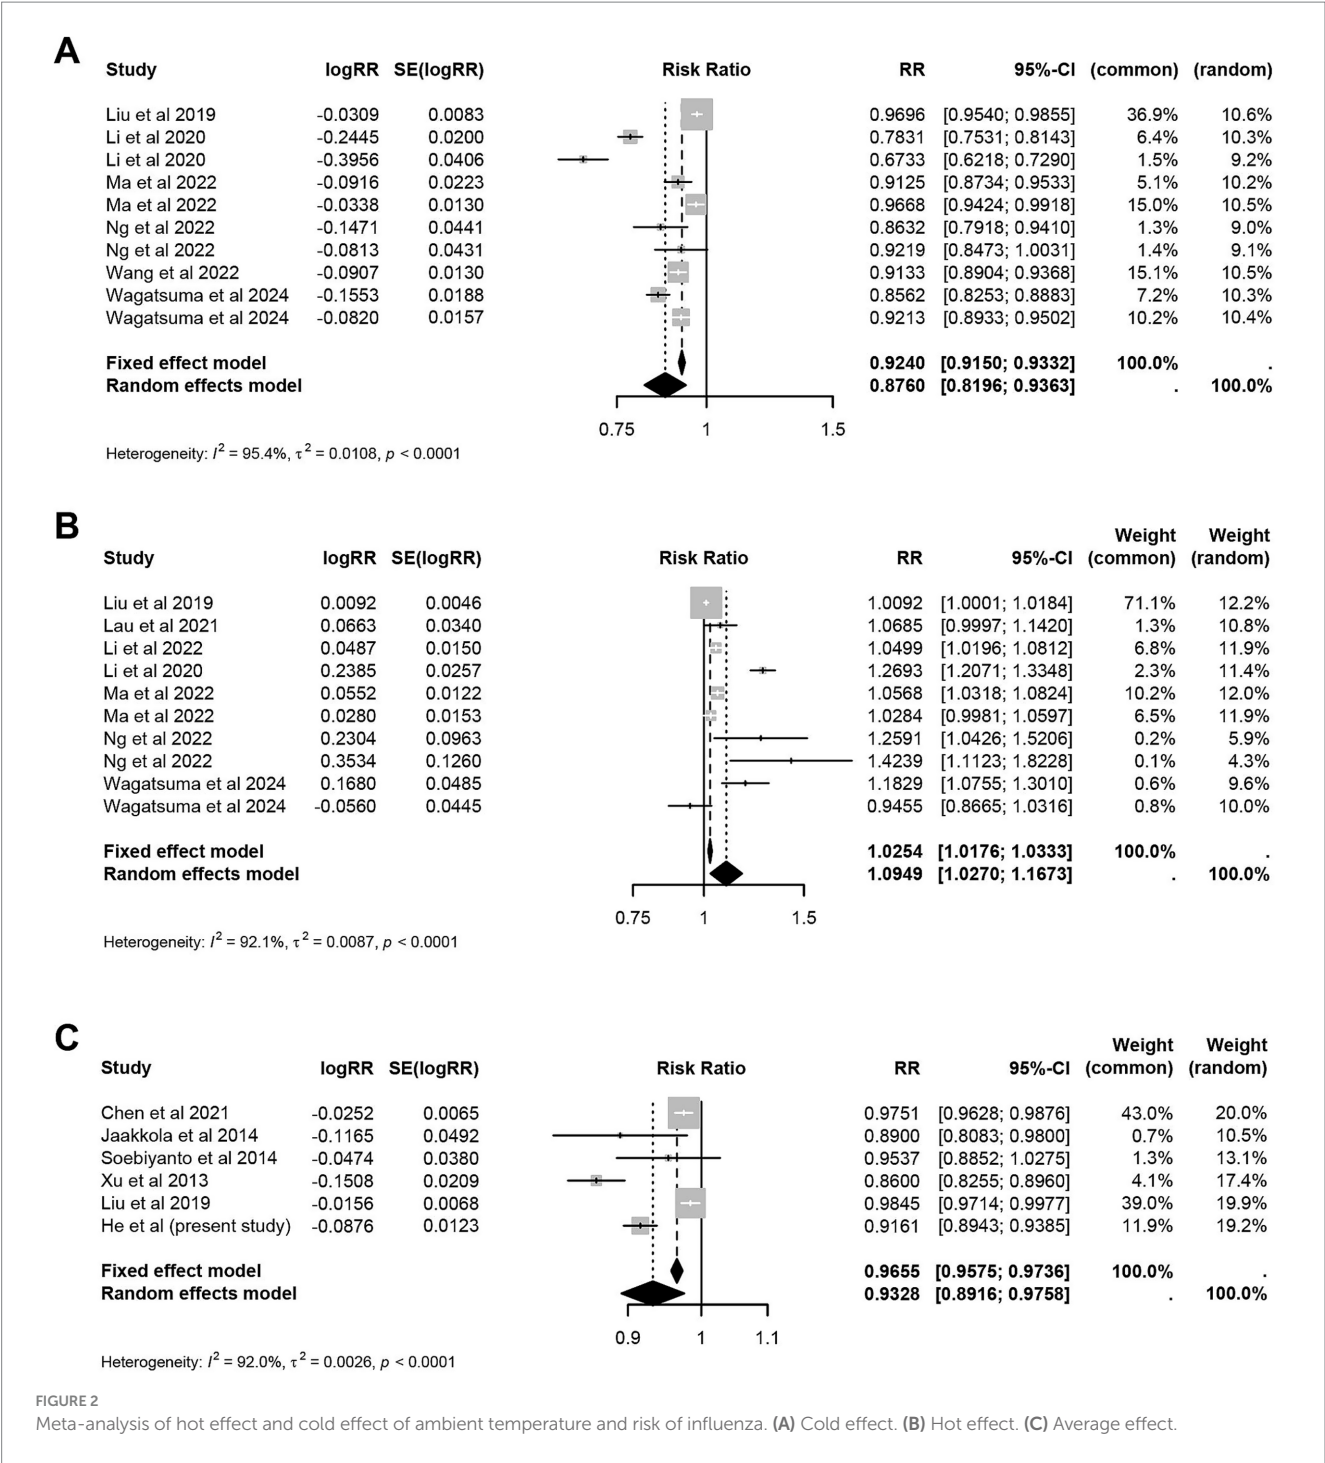 A
Study logRR SE(logRR) Risk Ratio RR 95%-CI (common) (random)
Liu et al 2019 -0.0309 0.0083 0.9696 [0.9540; 0.9855] 36.9% 10.6%
Li et al 2020 -0.2445 0.0200 0.7831 [0.7531; 0.8143] 6.4% 10.3%
Li et al 2020 -0.3956 0.0406 0.6733 [0.6218; 0.7290] 1.5% 9.2%
Ma et al 2022 -0.0916 0.0223 0.9125 [0.8734; 0.9533] 5.1% 10.2%
Ma et al 2022 -0.0338 0.0130 0.9668 [0.9424; 0.9918] 15.0% 10.5%
Ng et al 2022 -0.1471 0.0441 0.8632 [0.7918; 0.9410] 1.3% 9.0%
Ng et al 2022 -0.0813 0.0431 0.9219 [0.8473; 1.0031] 1.4% 9.1%
Wang et al 2022 -0.0907 0.0130 0.9133 [0.8904; 0.9368] 15.1% 10.5%
Wagatsuma et al 2024 -0.1553 0.0188 0.8562 [0.8253; 0.8883] 7.2% 10.3%
Wagatsuma et al 2024 -0.0820 0.0157 0.9213 [0.8933; 0.9502] 10.2% 10.4%
Fixed effect model 0.9240 [0.9150; 0.9332] 100.0% .
Random effects model 0.8760 [0.8196; 0.9363] . 100.0%
0.75 1 1.5
Heterogeneity: I² = 95.4%, τ² = 0.0108, p < 0.0001
B
Weight Weight
Study logRR SE(logRR) Risk Ratio RR 95%-CI (common) (random)
Liu et al 2019 0.0092 0.0046 1.0092 [1.0001; 1.0184] 71.1% 12.2%
Lau et al 2021 0.0663 0.0340 1.0685 [0.9997; 1.1420] 1.3% 10.8%
Li et al 2022 0.0487 0.0150 1.0499 [1.0196; 1.0812] 6.8% 11.9%
Li et al 2020 0.2385 0.0257 1.2693 [1.2071; 1.3348] 2.3% 11.4%
Ma et al 2022 0.0552 0.0122 1.0568 [1.0318; 1.0824] 10.2% 12.0%
Ma et al 2022 0.0280 0.0153 1.0284 [0.9981; 1.0597] 6.5% 11.9%
Ng et al 2022 0.2304 0.0963 1.2591 [1.0426; 1.5206] 0.2% 5.9%
Ng et al 2022 0.3534 0.1260 1.4239 [1.1123; 1.8228] 0.1% 4.3%
Wagatsuma et al 2024 0.1680 0.0485 1.1829 [1.0755; 1.3010] 0.6% 9.6%
Wagatsuma et al 2024 -0.0560 0.0445 0.9455 [0.8665; 1.0316] 0.8% 10.0%
Fixed effect model 1.0254 [1.0176; 1.0333] 100.0% .
Random effects model 1.0949 [1.0270; 1.1673] . 100.0%
0.75 1 1.5
Heterogeneity: I² = 92.1%, τ² = 0.0087, p < 0.0001
C
Weight Weight
Study logRR SE(logRR) Risk Ratio RR 95%-CI (common) (random)
Chen et al 2021 -0.0252 0.0065 0.9751 [0.9628; 0.9876] 43.0% 20.0%
Jaakkola et al 2014 -0.1165 0.0492 0.8900 [0.8083; 0.9800] 0.7% 10.5%
Soebiyanto et al 2014 -0.0474 0.0380 0.9537 [0.8852; 1.0275] 1.3% 13.1%
Xu et al 2013 -0.1508 0.0209 0.8600 [0.8255; 0.8960] 4.1% 17.4%
Liu et al 2019 -0.0156 0.0068 0.9845 [0.9714; 0.9977] 39.0% 19.9%
He et al (present study) -0.0876 0.0123 0.9161 [0.8943; 0.9385] 11.9% 19.2%
Fixed effect model 0.9655 [0.9575; 0.9736] 100.0% .
Random effects model 0.9328 [0.8916; 0.9758] . 100.0%
0.9 1 1.1
Heterogeneity: I² = 92.0%, τ² = 0.0026, p < 0.0001
FIGURE 2
Meta-analysis of hot effect and cold effect of ambient temperature and risk of influenza. (A) Cold effect. (B) Hot effect. (C) Average effect.